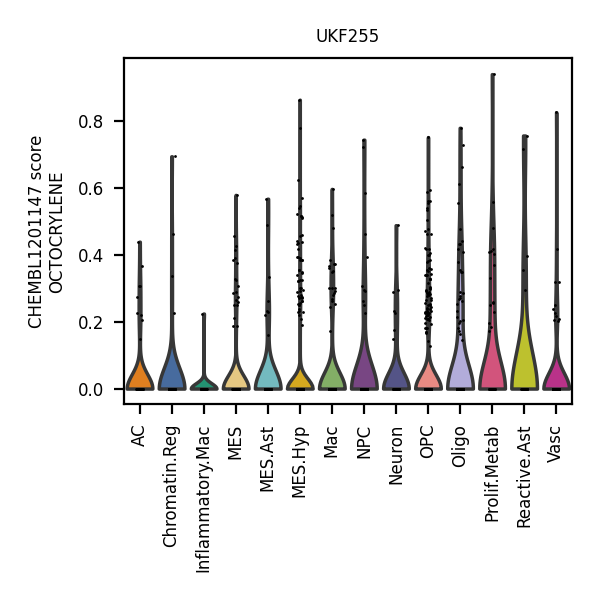 UKF255
CHEMBL1201147 score
OCTOCRYLENE
0.8
0.6
0.4
0.2
0.0
AC
Chromatin.Reg
Inflammatory.Mac
MES
MES.Ast
MES.Hyp
Mac
NPC
Neuron
OPC
Oligo
Prolif.Metab
Reactive.Ast
Vasc